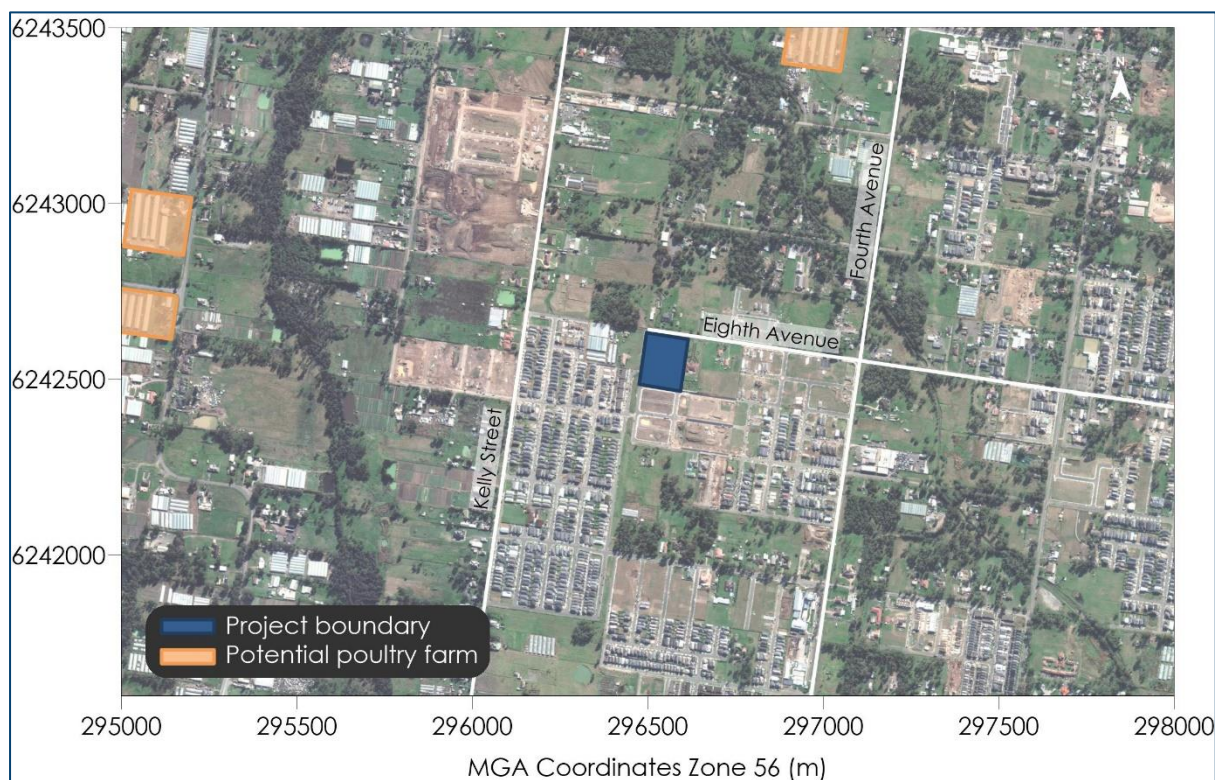 6243500
N
Fourth Avenue
6243000
Eighth Avenue
6242500
Kelly Street
6242000
Project boundary
Potential poultry farm
295000 295500 296000 296500 297000 297500 298000
MGA Coordinates Zone 56 (m)